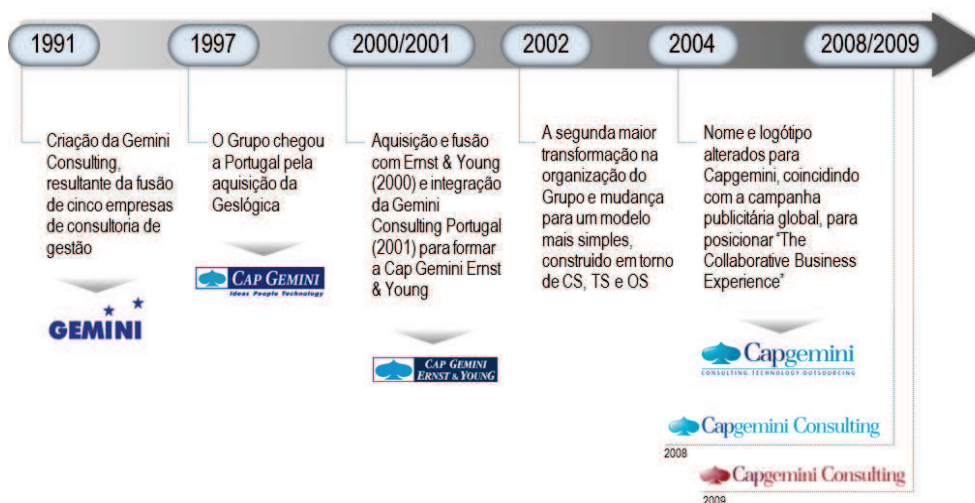 1991
1997
2000/2001
2002
2004
2008/2009
Criação da Gemini
Consulting,
resultante da fusão
de cinco empresas
de consultoria de
gestão
GEMINI
O Grupo chegou
a Portugal pela
aquisição da
Geslógica
CAP GEMINI
Ideas People Technology
Aquisição e fusão
com Ernst & Young
(2000) e integração
da Gemini
Consulting Portugal
(2001) para formar
a Cap Gemini Ernst
& Young
CAP GEMINI
ERNST & YOUNG
A segunda maior
transformação na
organização do
Grupo e mudança
para um modelo
mais simples,
construido em torno
de CS, TS e OS
Nome e logótipo
alterados para
Capgemini, coincidindo
com a campanha
publicitária global, para
posicionar “The
Collaborative Business
Experience”
Capgemini
CONSULTING.TECHNOLOGY.OUTSOURCING
Capgemini Consulting
2008
Capgemini Consulting
2009